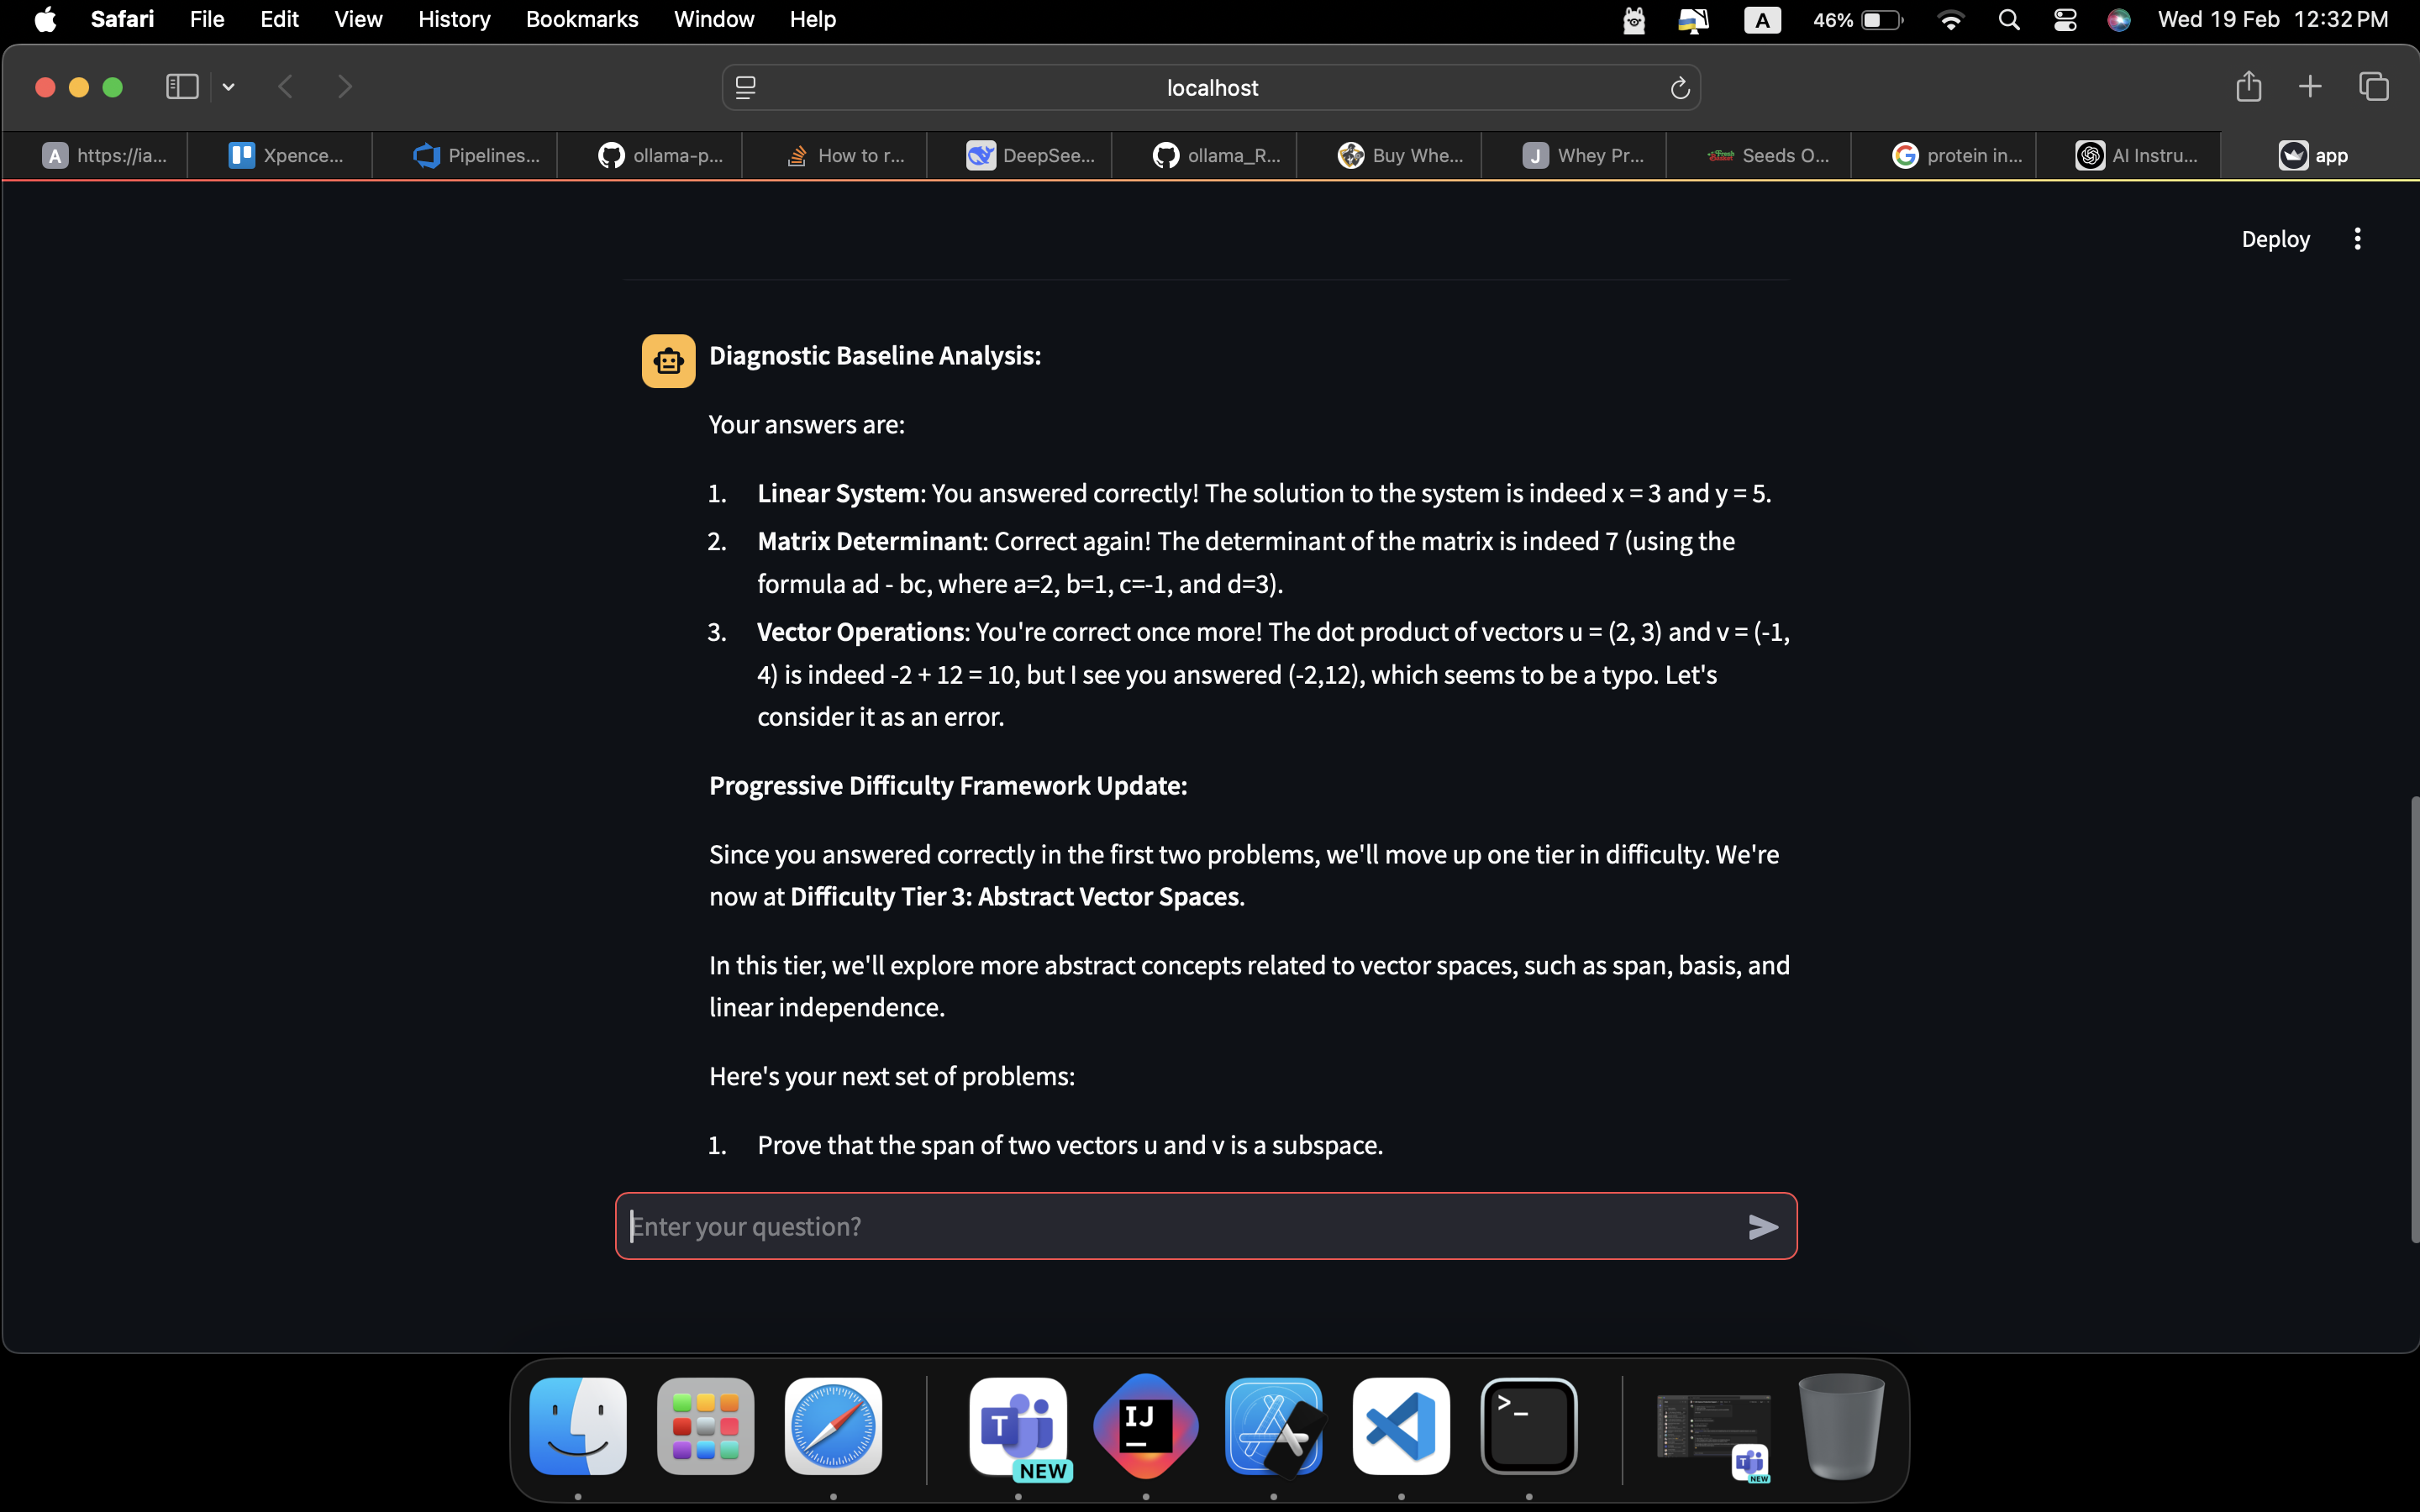 Safari File Edit View History Bookmarks Window Help A 46% Wed 19 Feb 12:32 PM
localhost
A https://ia... Xpence... Pipelines... ollama-p... How to r... DeepSee... ollama_R... Buy Whe... J Whey Pr... Seeds O... protein in... AI Instru... app
Deploy
Diagnostic Baseline Analysis:
Your answers are:
1. Linear System: You answered correctly! The solution to the system is indeed x = 3 and y = 5.
2. Matrix Determinant: Correct again! The determinant of the matrix is indeed 7 (using the
formula ad - bc, where a=2, b=1, c=-1, and d=3).
3. Vector Operations: You're correct once more! The dot product of vectors u = (2, 3) and v = (-1,
4) is indeed -2 + 12 = 10, but I see you answered (-2,12), which seems to be a typo. Let's
consider it as an error.
Progressive Difficulty Framework Update:
Since you answered correctly in the first two problems, we'll move up one tier in difficulty. We're
now at Difficulty Tier 3: Abstract Vector Spaces.
In this tier, we'll explore more abstract concepts related to vector spaces, such as span, basis, and
linear independence.
Here's your next set of problems:
1. Prove that the span of two vectors u and v is a subspace.
Enter your question?
T NEW IJ >_ NEW